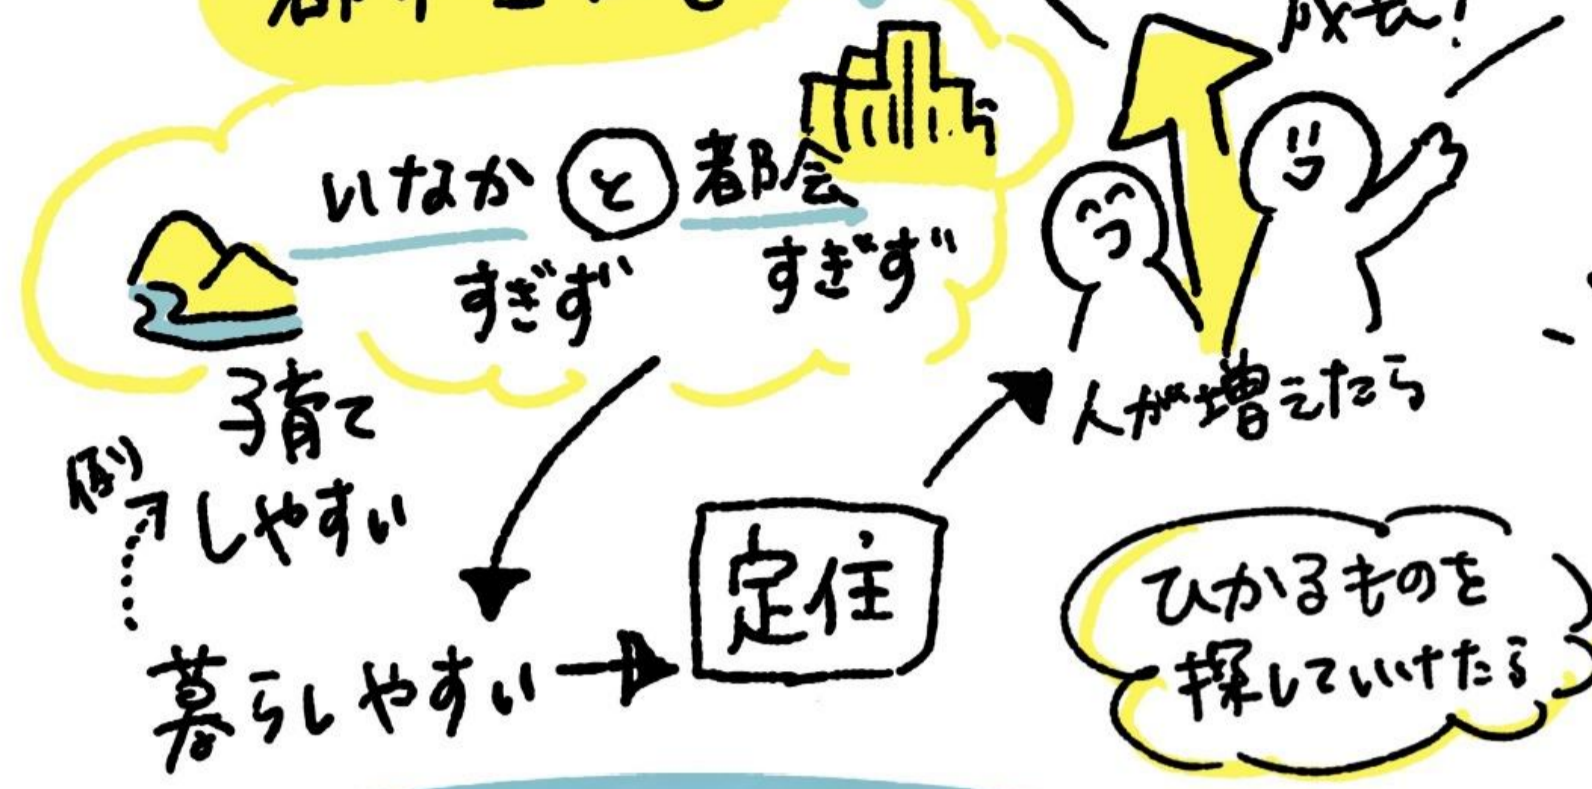 いなか と 都会
すぎず すぎず
子育て
しやすい
例
暮らしやすい
定住
人が増えたら
成長!
ひかるものを
探していけたら